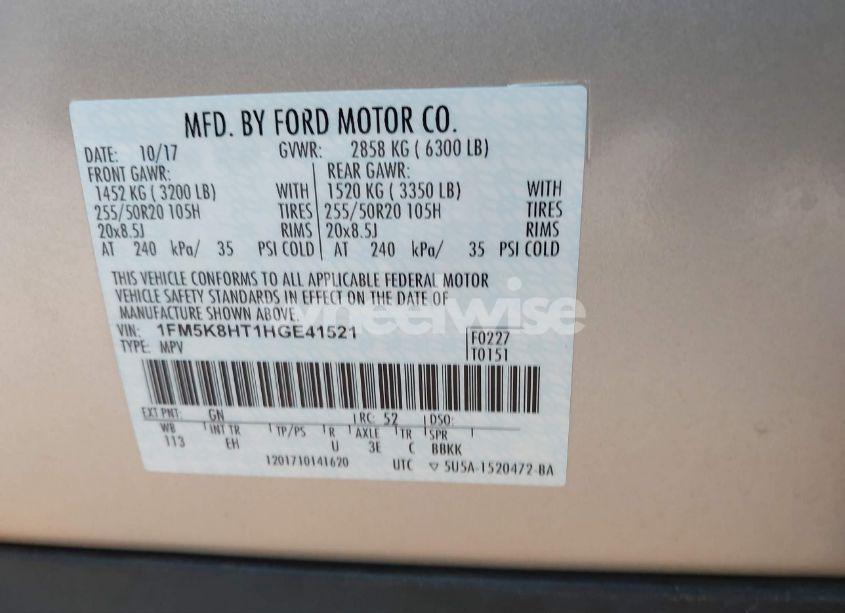 MFD. BY FORD MOTOR CO.
DATE: 10/17 GVWR: 2858 KG ( 6300 LB)
FRONT GAWR: REAR GAWR:
1452 KG ( 3200 LB) WITH 1520 KG ( 3350 LB) WITH
255/50R20 105H TIRES 255/50R20 105H TIRES
20x8.5J RIMS 20x8.5J RIMS
AT 240 kPa/ 35 PSI COLD AT 240 kPa/ 35 PSI COLD
THIS VEHICLE CONFORMS TO ALL APPLICABLE FEDERAL MOTOR
VEHICLE SAFETY STANDARDS IN EFFECT ON THE DATE OF
MANUFACTURE SHOWN ABOVE.
wheelwise
VIN: 1FM5K8HT1HGE41521
TYPE: MPV
F0227
T0151
EXT PNT: GN RC: 52 DSO:
WB INT TR TP/PS R AXLE TR SPR
113 EH U 3E C BBKK
1201710141620 UTC ▽ 5U5A-1520472-BA